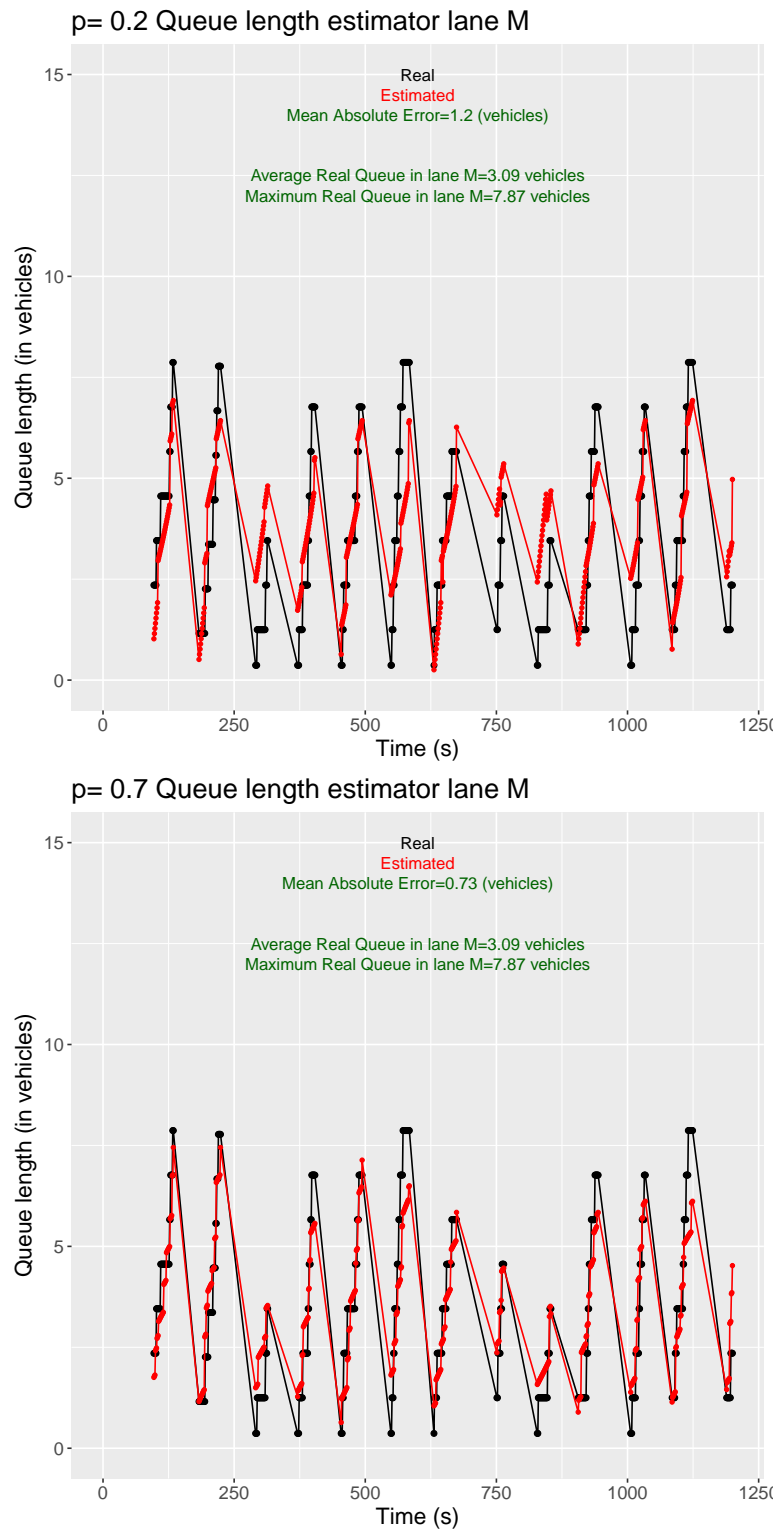 p= 0.2 Queue length estimator lane M
Real
Estimated
Mean Absolute Error=1.2 (vehicles)
Average Real Queue in lane M=3.09 vehicles
Maximum Real Queue in lane M=7.87 vehicles
Queue length (in vehicles)
15
10
5
0
0
250
500
750
1000
1250
Time (s)
p= 0.7 Queue length estimator lane M
Real
Estimated
Mean Absolute Error=0.73 (vehicles)
Average Real Queue in lane M=3.09 vehicles
Maximum Real Queue in lane M=7.87 vehicles
Queue length (in vehicles)
15
10
5
0
0
250
500
750
1000
1250
Time (s)